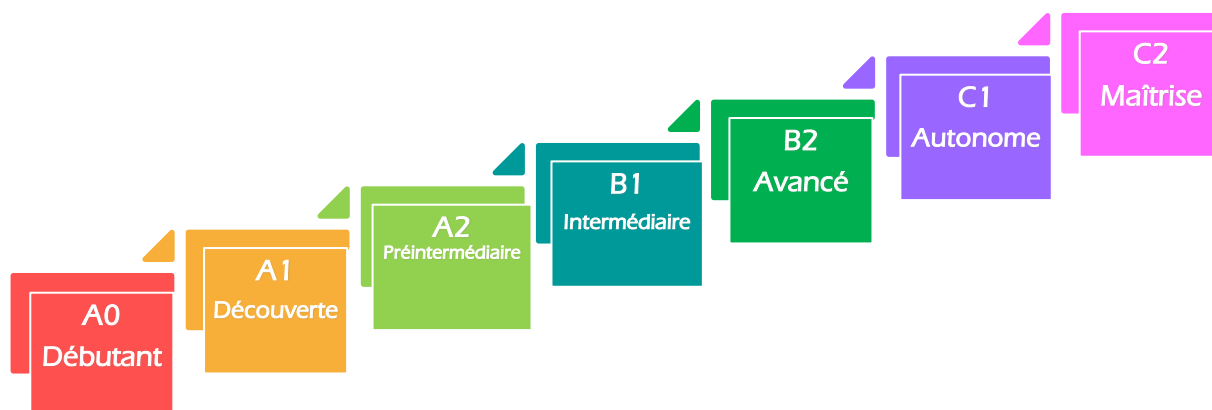 A0
Débutant
A1
Découverte
A2
Préintermédiaire
B1
Intermédiaire
B2
Avancé
C1
Autonome
C2
Maîtrise